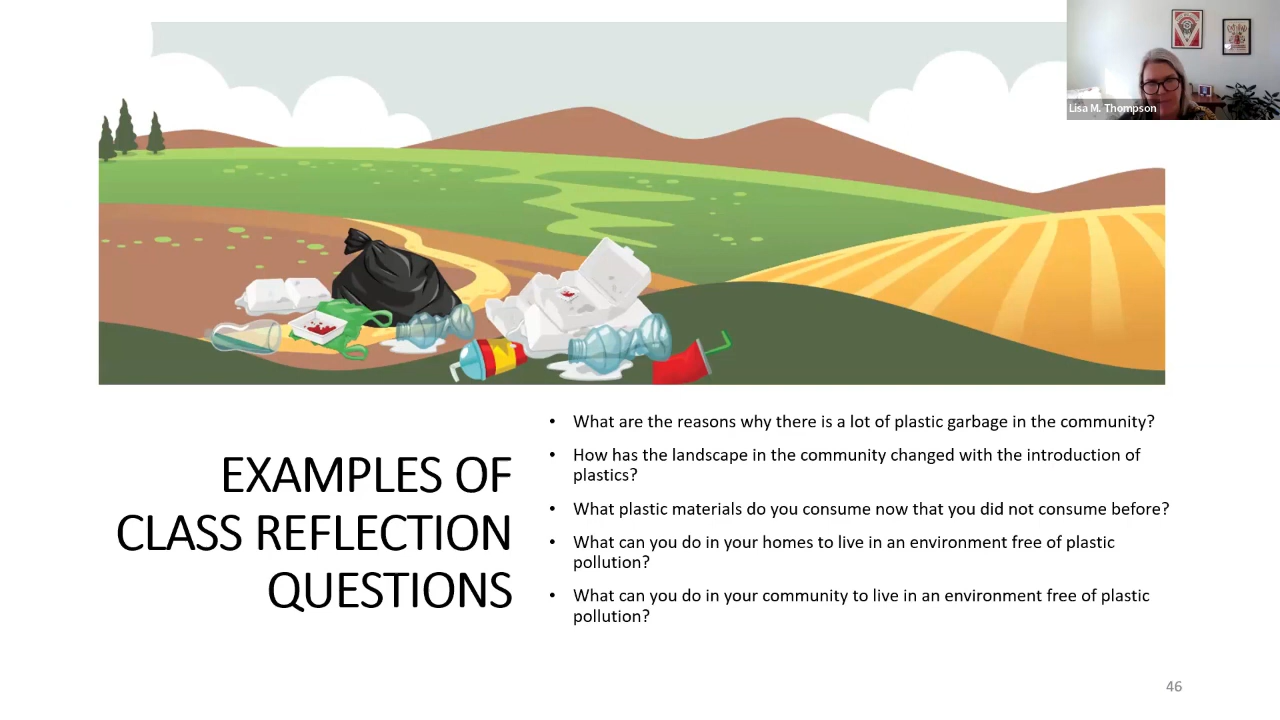 Lisa M. Thompson
EXAMPLES OF
CLASS REFLECTION
QUESTIONS
• What are the reasons why there is a lot of plastic garbage in the community?
• How has the landscape in the community changed with the introduction of
plastics?
• What plastic materials do you consume now that you did not consume before?
• What can you do in your homes to live in an environment free of plastic
pollution?
• What can you do in your community to live in an environment free of plastic
pollution?
46